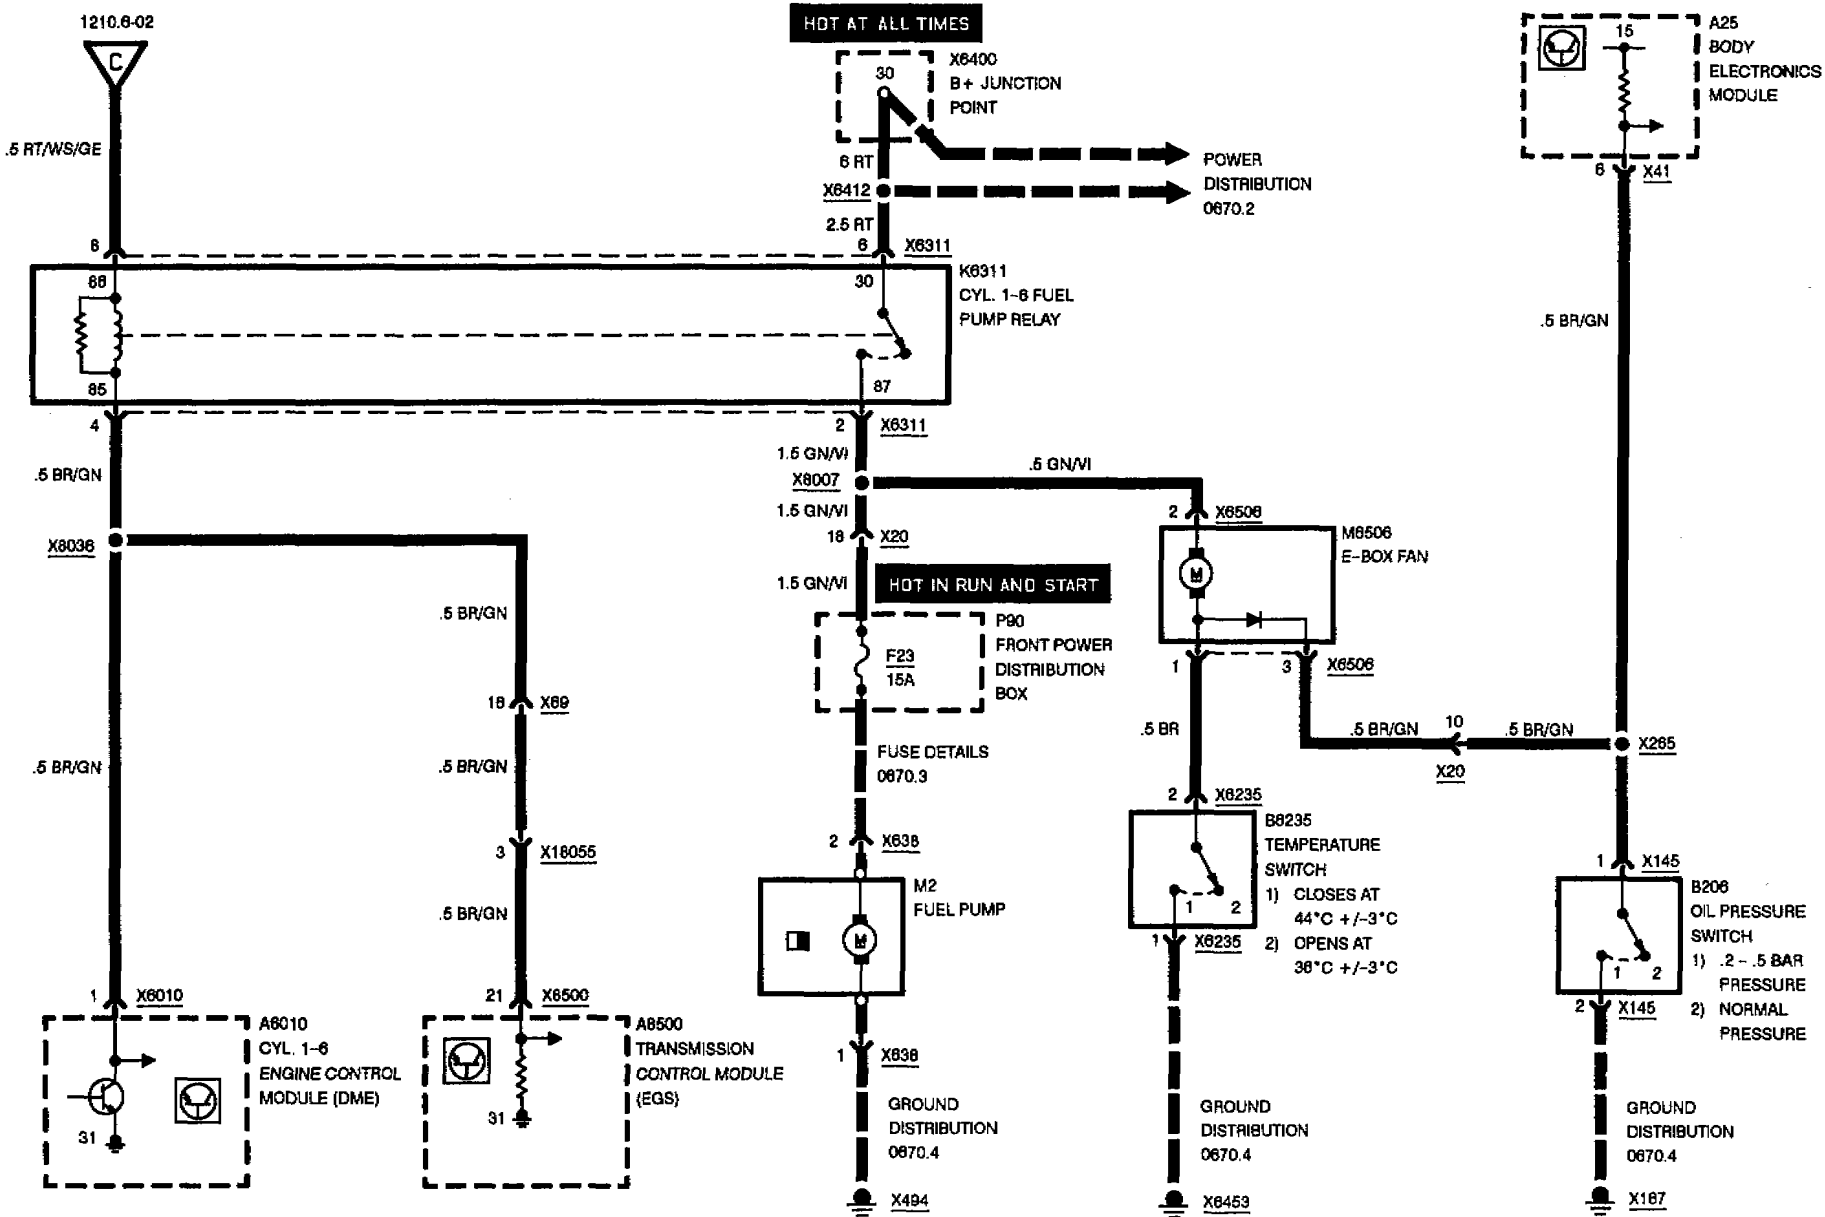 1210.6-02
C
.5 RT/WS/GE
HOT AT ALL TIMES
30
X6400
B+ JUNCTION
POINT
6 RT
X6412
2.5 RT
POWER
DISTRIBUTION
0670.2
15
A25
BODY
ELECTRONICS
MODULE
6
X41
.5 BR/GN
8
6
X6311
86
30
K6311
CYL. 1-6 FUEL
PUMP RELAY
85
87
4
2
X6311
.5 BR/GN
1.5 GN/VI
X8007
.5 GN/VI
1.5 GN/VI
18
X20
1.5 GN/VI
HOT IN RUN AND START
X8036
.5 BR/GN
2
X6506
M6506
E-BOX FAN
M
P90
FRONT POWER
DISTRIBUTION
BOX
F23
15A
1
3
X6506
18
X69
.5 BR/GN
.5 BR/GN
.5 BR
.5 BR/GN
10
X20
.5 BR/GN
X265
FUSE DETAILS
0670.3
2
X6235
B6235
TEMPERATURE
SWITCH
1) CLOSES AT
44°C +/-3°C
2) OPENS AT
36°C +/-3°C
1
2
1
X6235
3
X18055
.5 BR/GN
2
X638
M2
FUEL PUMP
M
1
X638
1
X145
B206
OIL PRESSURE
SWITCH
1) .2 - .5 BAR
PRESSURE
2) NORMAL
PRESSURE
1
2
2
X145
1
X6010
A6010
CYL. 1-6
ENGINE CONTROL
MODULE (DME)
31
21
X6500
A6500
TRANSMISSION
CONTROL MODULE
(EGS)
31
GROUND
DISTRIBUTION
0670.4
X494
GROUND
DISTRIBUTION
0670.4
X6453
GROUND
DISTRIBUTION
0670.4
X167